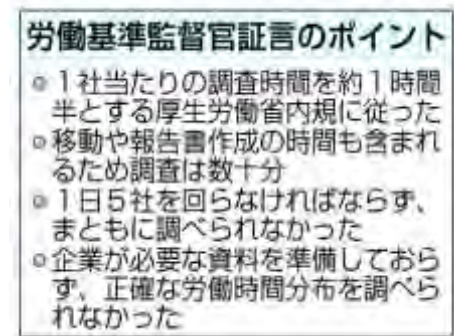 労働基準監督官証言のポイント
◦1社当たりの調査時間を約1時間
半とする厚生労働省内規に従った
◦移動や報告書作成の時間も含まれ
るため調査は数十分
◦1日5社を回らなければならず、
まともに調べられなかった
◦企業が必要な資料を準備しておら
ず、正確な労働時間分布を調べら
れなかった